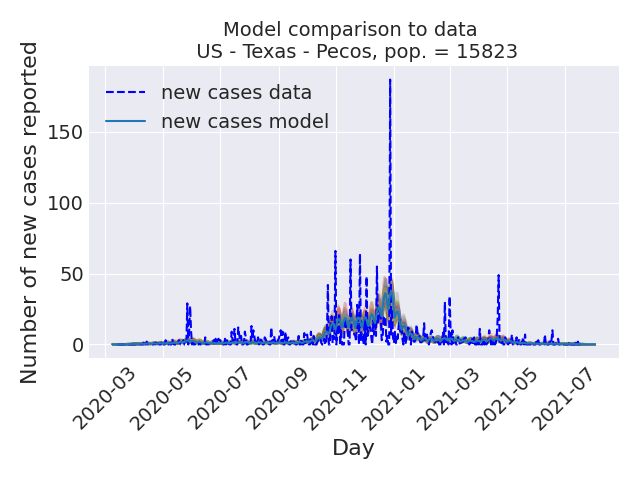 Model comparison to data
US - Texas - Pecos, pop. = 15823
Number of new cases reported
new cases data
new cases model
150
100
50
0
2020-03
2020-05
2020-07
2020-09
2020-11
2021-01
2021-03
2021-05
2021-07
Day